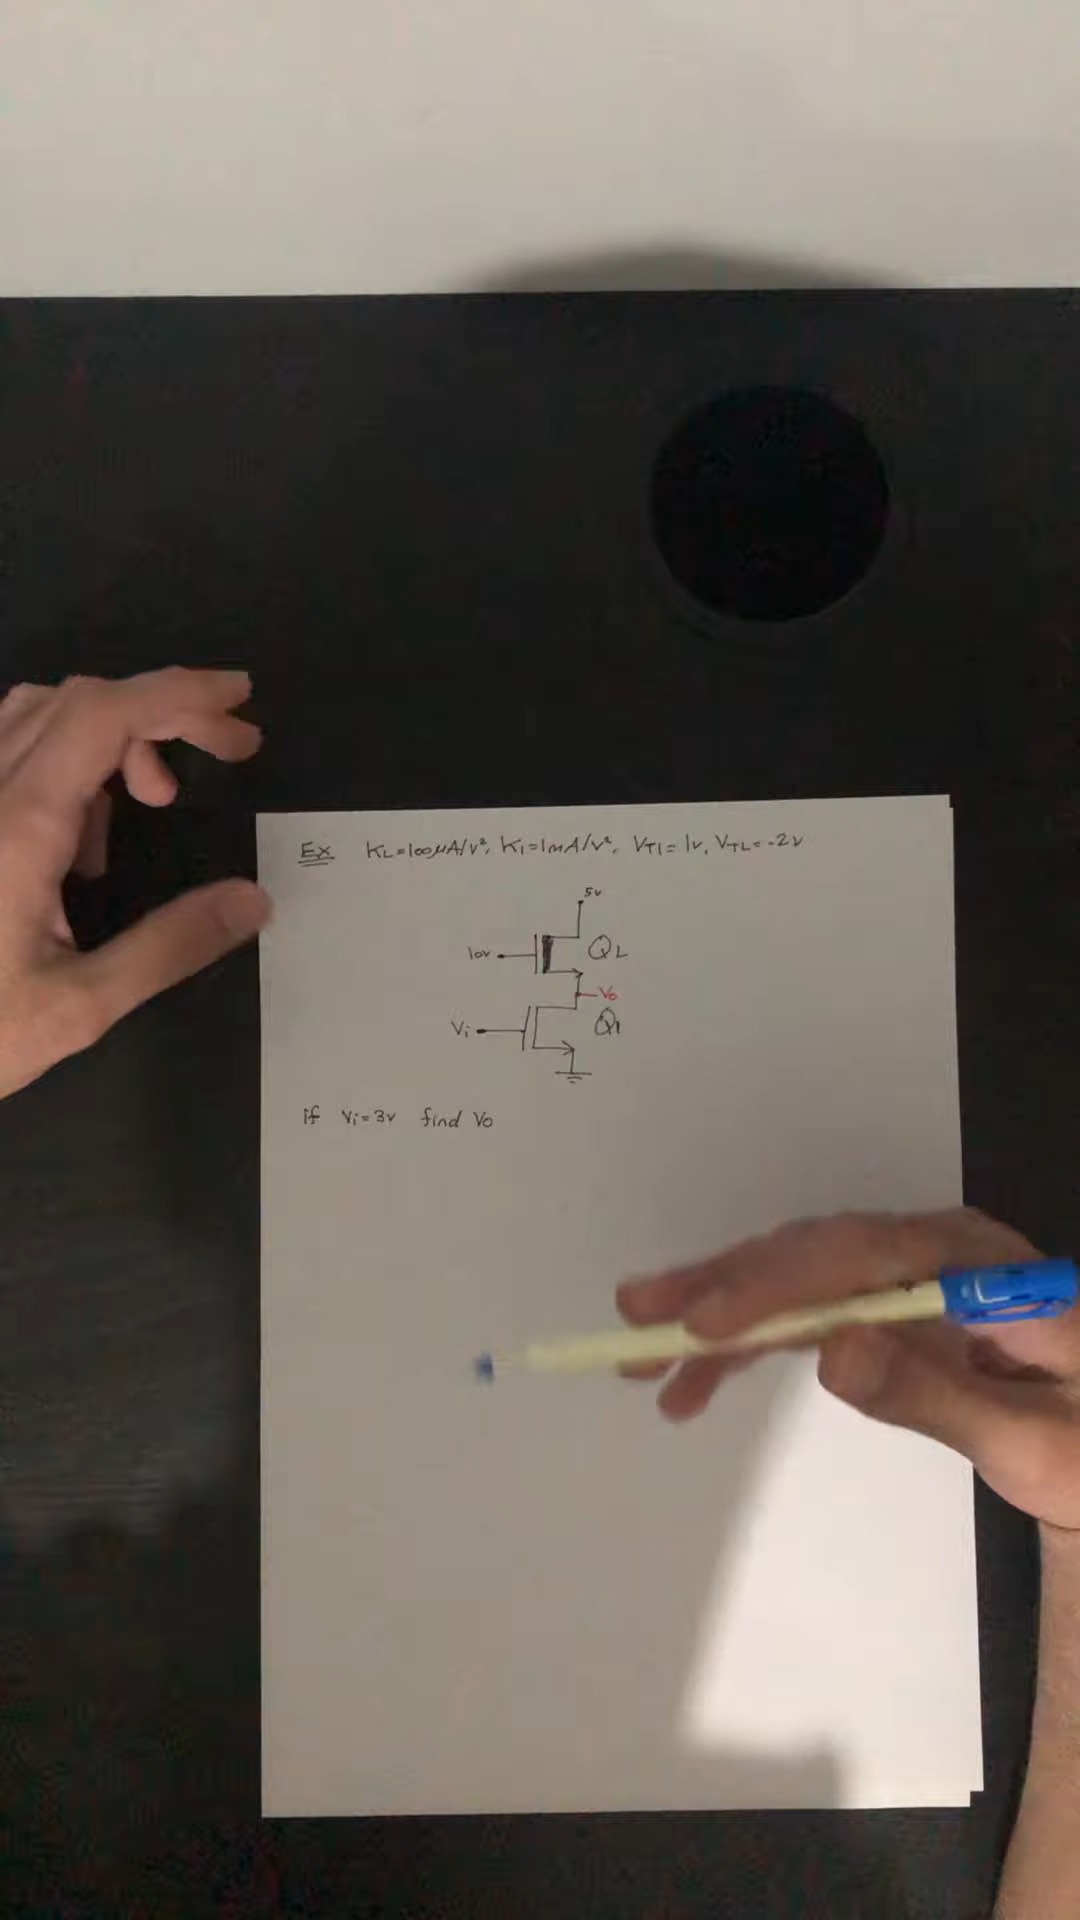 Ex KL=100μA/V², K1=1mA/V², VT1=1V, VTL=-2V
5V
10V QL
Vo
Vi Q1
if Vi=3V find Vo